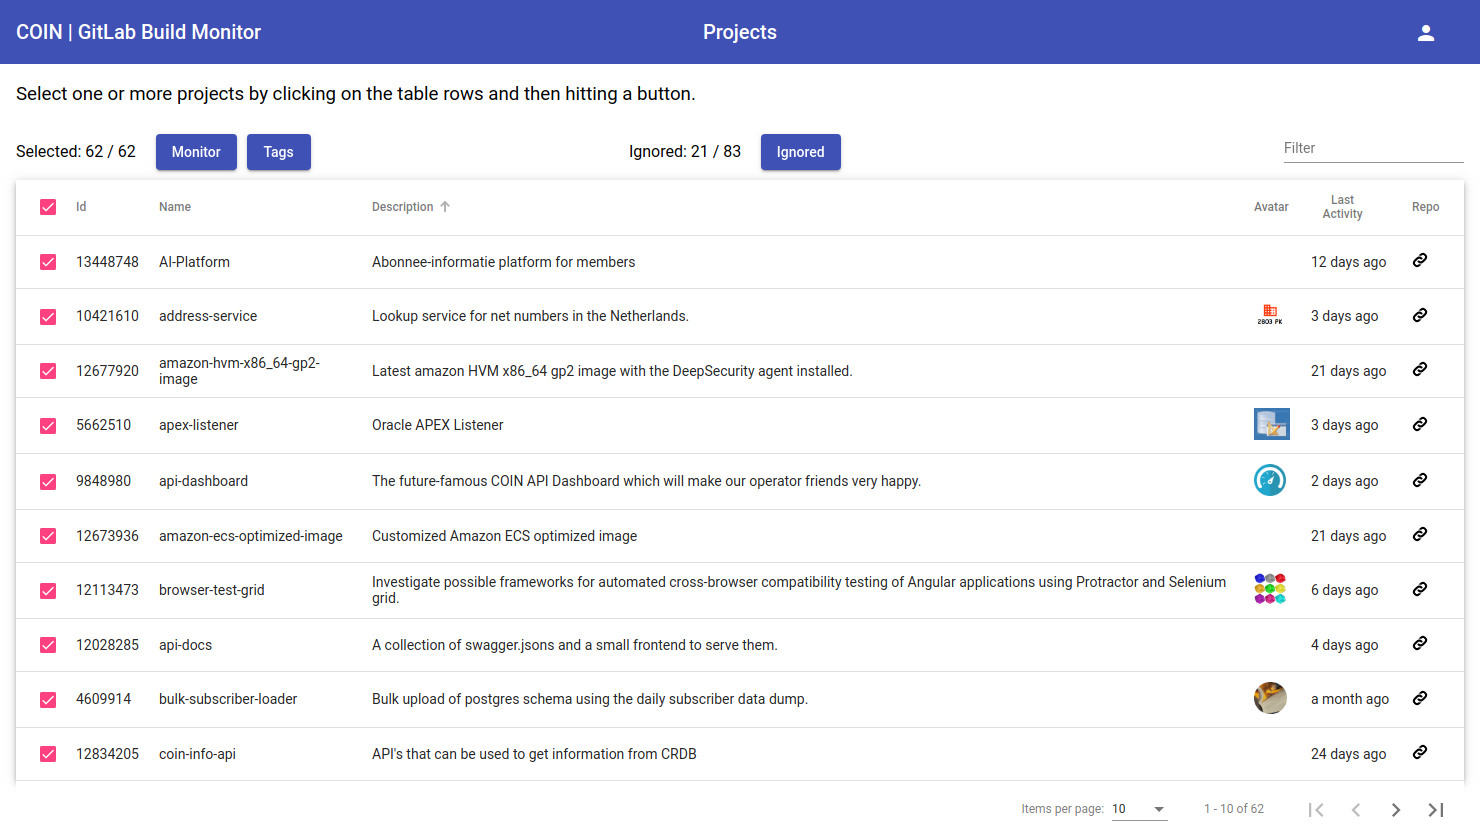 COIN | GitLab Build Monitor
Projects
Select one or more projects by clicking on the table rows and then hitting a button.
Selected: 62 / 62
Monitor
Tags
Ignored: 21 / 83
Ignored
Filter
Id
Name
Description
Avatar
Last
Activity
Repo
13448748
AI-Platform
Abonnee-informatie platform for members
12 days ago
10421610
address-service
Lookup service for net numbers in the Netherlands.
2803 PK
3 days ago
12677920
amazon-hvm-x86_64-gp2-
image
Latest amazon HVM x86_64 gp2 image with the DeepSecurity agent installed.
21 days ago
5662510
apex-listener
Oracle APEX Listener
3 days ago
9848980
api-dashboard
The future-famous COIN API Dashboard which will make our operator friends very happy.
2 days ago
12673936
amazon-ecs-optimized-image
Customized Amazon ECS optimized image
21 days ago
12113473
browser-test-grid
Investigate possible frameworks for automated cross-browser compatibility testing of Angular applications using Protractor and Selenium
grid.
6 days ago
12028285
api-docs
A collection of swagger.jsons and a small frontend to serve them.
4 days ago
4609914
bulk-subscriber-loader
Bulk upload of postgres schema using the daily subscriber data dump.
a month ago
12834205
coin-info-api
API's that can be used to get information from CRDB
24 days ago
Items per page:
10
1 - 10 of 62